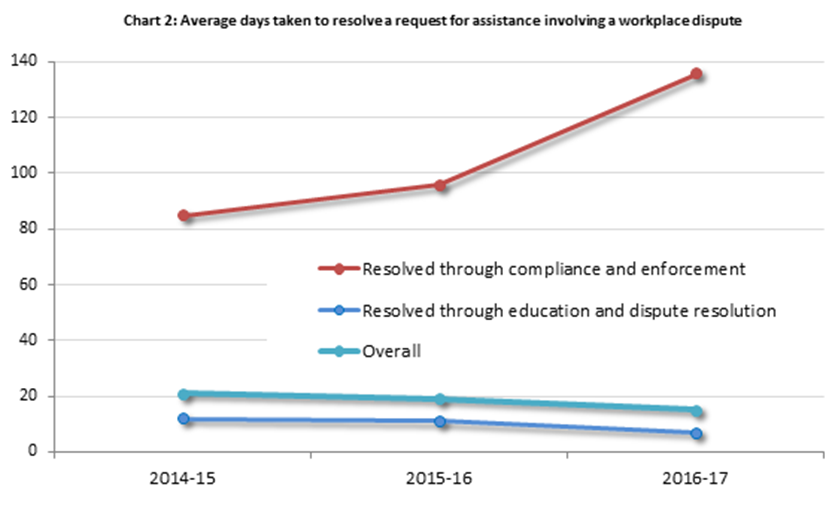 Chart 2: Average days taken to resolve a request for assistance involving a workplace dispute
140
120
100
80
60
40
20
0
Resolved through compliance and enforcement
Resolved through education and dispute resolution
Overall
2014-15 2015-16 2016-17